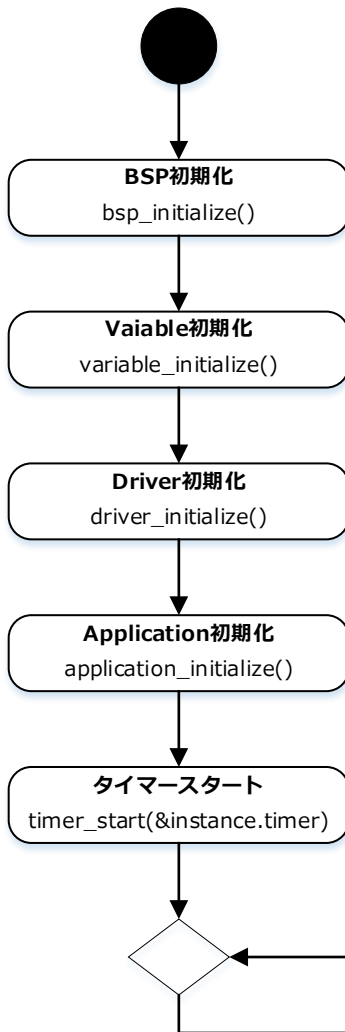 BSP初期化
bsp_initialize()
Vaiable初期化
variable_initialize()
Driver初期化
driver_initialize()
Application初期化
application_initialize()
タイマースタート
timer_start(&instance.timer)